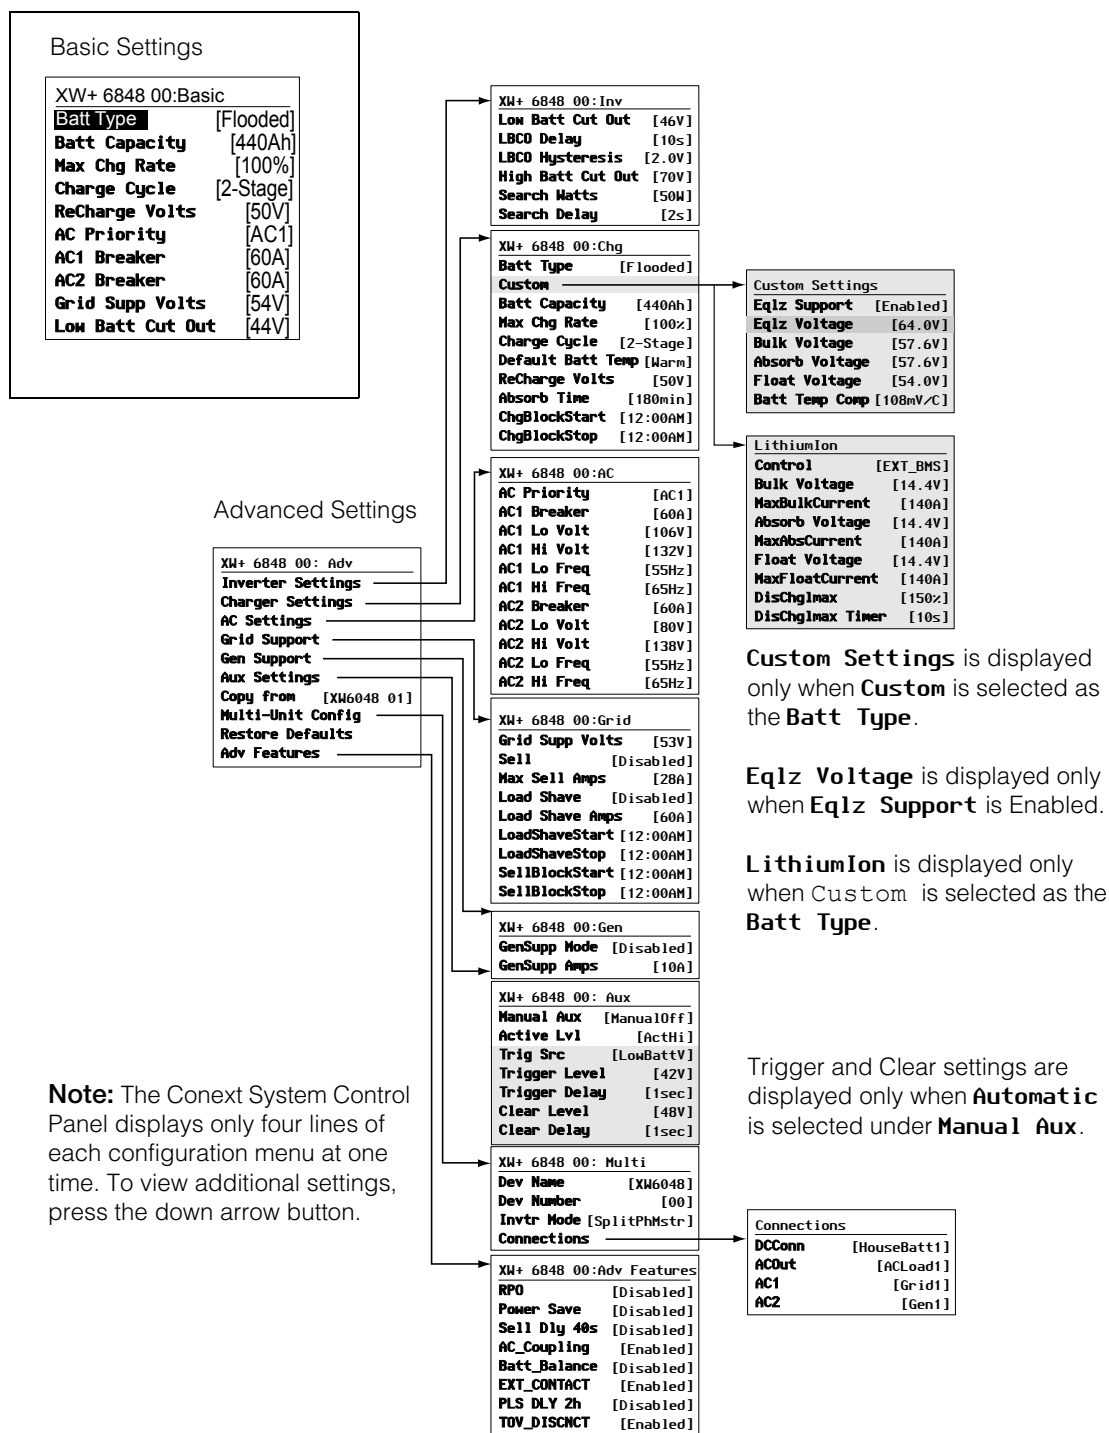 Basic Settings
XW+ 6848 00:Basic
Batt Type [Flooded]
Batt Capacity [440Ah]
Max Chg Rate [100%]
Charge Cycle [2-Stage]
ReCharge Volts [50V]
AC Priority [AC1]
AC1 Breaker [60A]
AC2 Breaker [60A]
Grid Supp Volts [54V]
Low Batt Cut Out [44V]
Advanced Settings
XW+ 6848 00: Adv
Inverter Settings
Charger Settings
AC Settings
Grid Support
Gen Support
Aux Settings
Copy from [XW6048 01]
Multi-Unit Config
Restore Defaults
Adv Features
Note: The Conext System Control
Panel displays only four lines of
each configuration menu at one
time. To view additional settings,
press the down arrow button.
XW+ 6848 00:Inv
Low Batt Cut Out [46V]
LBCO Delay [10s]
LBCO Hysteresis [2.0V]
High Batt Cut Out [70V]
Search Watts [50W]
Search Delay [2s]
XW+ 6848 00:Chg
Batt Type [Flooded]
Custom
Batt Capacity [440Ah]
Max Chg Rate [100%]
Charge Cycle [2-Stage]
Default Batt Temp [Warm]
ReCharge Volts [50V]
Absorb Time [180min]
ChgBlockStart [12:00AM]
ChgBlockStop [12:00AM]
XW+ 6848 00:AC
AC Priority [AC1]
AC1 Breaker [60A]
AC1 Lo Volt [106V]
AC1 Hi Volt [132V]
AC1 Lo Freq [55Hz]
AC1 Hi Freq [65Hz]
AC2 Breaker [60A]
AC2 Lo Volt [80V]
AC2 Hi Volt [138V]
AC2 Lo Freq [55Hz]
AC2 Hi Freq [65Hz]
XW+ 6848 00:Grid
Grid Supp Volts [53V]
Sell [Disabled]
Max Sell Amps [28A]
Load Shave [Disabled]
Load Shave Amps [60A]
LoadShaveStart [12:00AM]
LoadShaveStop [12:00AM]
SellBlockStart [12:00AM]
SellBlockStop [12:00AM]
XW+ 6848 00:Gen
GenSupp Mode [Disabled]
GenSupp Amps [10A]
XW+ 6848 00: Aux
Manual Aux [ManualOff]
Active Lvl [ActHi]
Trig Src [LowBattV]
Trigger Level [42V]
Trigger Delay [1sec]
Clear Level [48V]
Clear Delay [1sec]
XW+ 6848 00: Multi
Dev Name [XW6048]
Dev Number [00]
Invtr Mode [SplitPhMstr]
Connections
XW+ 6848 00:Adv Features
RPO [Disabled]
Power Save [Disabled]
Sell Dly 40s [Disabled]
AC_Coupling [Enabled]
Batt_Balance [Disabled]
EXT_CONTACT [Enabled]
PLS DLY 2h [Disabled]
TOV_DISCNCT [Enabled]
Custom Settings
Eqlz Support [Enabled]
Eqlz Voltage [64.0V]
Bulk Voltage [57.6V]
Absorb Voltage [57.6V]
Float Voltage [54.0V]
Batt Temp Comp [108mV/C]
LithiumIon
Control [EXT_BMS]
Bulk Voltage [14.4V]
MaxBulkCurrent [140A]
Absorb Voltage [14.4V]
MaxAbsCurrent [140A]
Float Voltage [14.4V]
MaxFloatCurrent [140A]
DisChgImax [150%]
DisChgImax Timer [10s]
Custom Settings is displayed
only when Custom is selected as
the Batt Type.
Eqlz Voltage is displayed only
when Eqlz Support is Enabled.
LithiumIon is displayed only
when Custom is selected as the
Batt Type.
Trigger and Clear settings are
displayed only when Automatic
is selected under Manual Aux.
Connections
DCConn [HouseBatt1]
ACOut [ACLoad1]
AC1 [Grid1]
AC2 [Gen1]